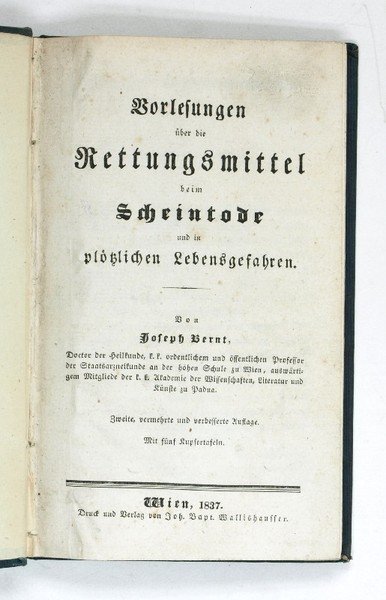 Vorlesungen
über die
Rettungsmittel
beim
Scheintode
und in
plötzlichen Lebensgefahren.
Von
Joseph Bernt,
Doctor der Heilkunde, k. k. ordentlichem und öffentlichen Professor
der Staatsarzneikunde an der hohen Schule zu Wien, auswärti-
gem Mitgliede der k. k. Akademie der Wissenschaften, Literatur und
Künste zu Padua.
Zweite, vermehrte und verbesserte Auflage.
Mit fünf Kupfertafeln.
Wien, 1837.
Druck und Verlag von Joh. Bapt. Wallishausser.